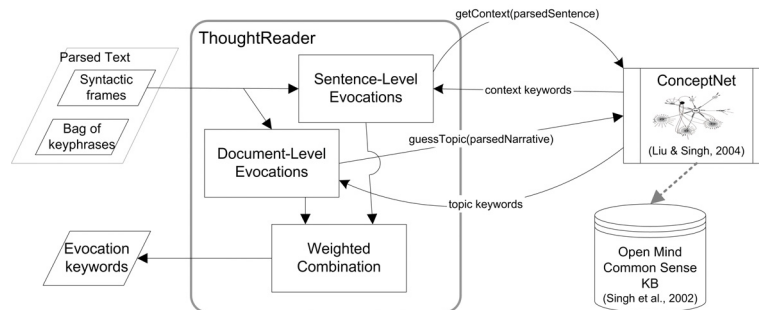 getContext(parsedSentence)
ThoughtReader
Parsed Text
Syntactic
frames
Bag of
keyphrases
Sentence-Level
Evocations
context keywords
ConceptNet
(Liu & Singh, 2004)
guessTopic(parsedNarrative)
Document-Level
Evocations
topic keywords
Evocation
keywords
Weighted
Combination
Open Mind
Common Sense
KB
(Singh et al., 2002)